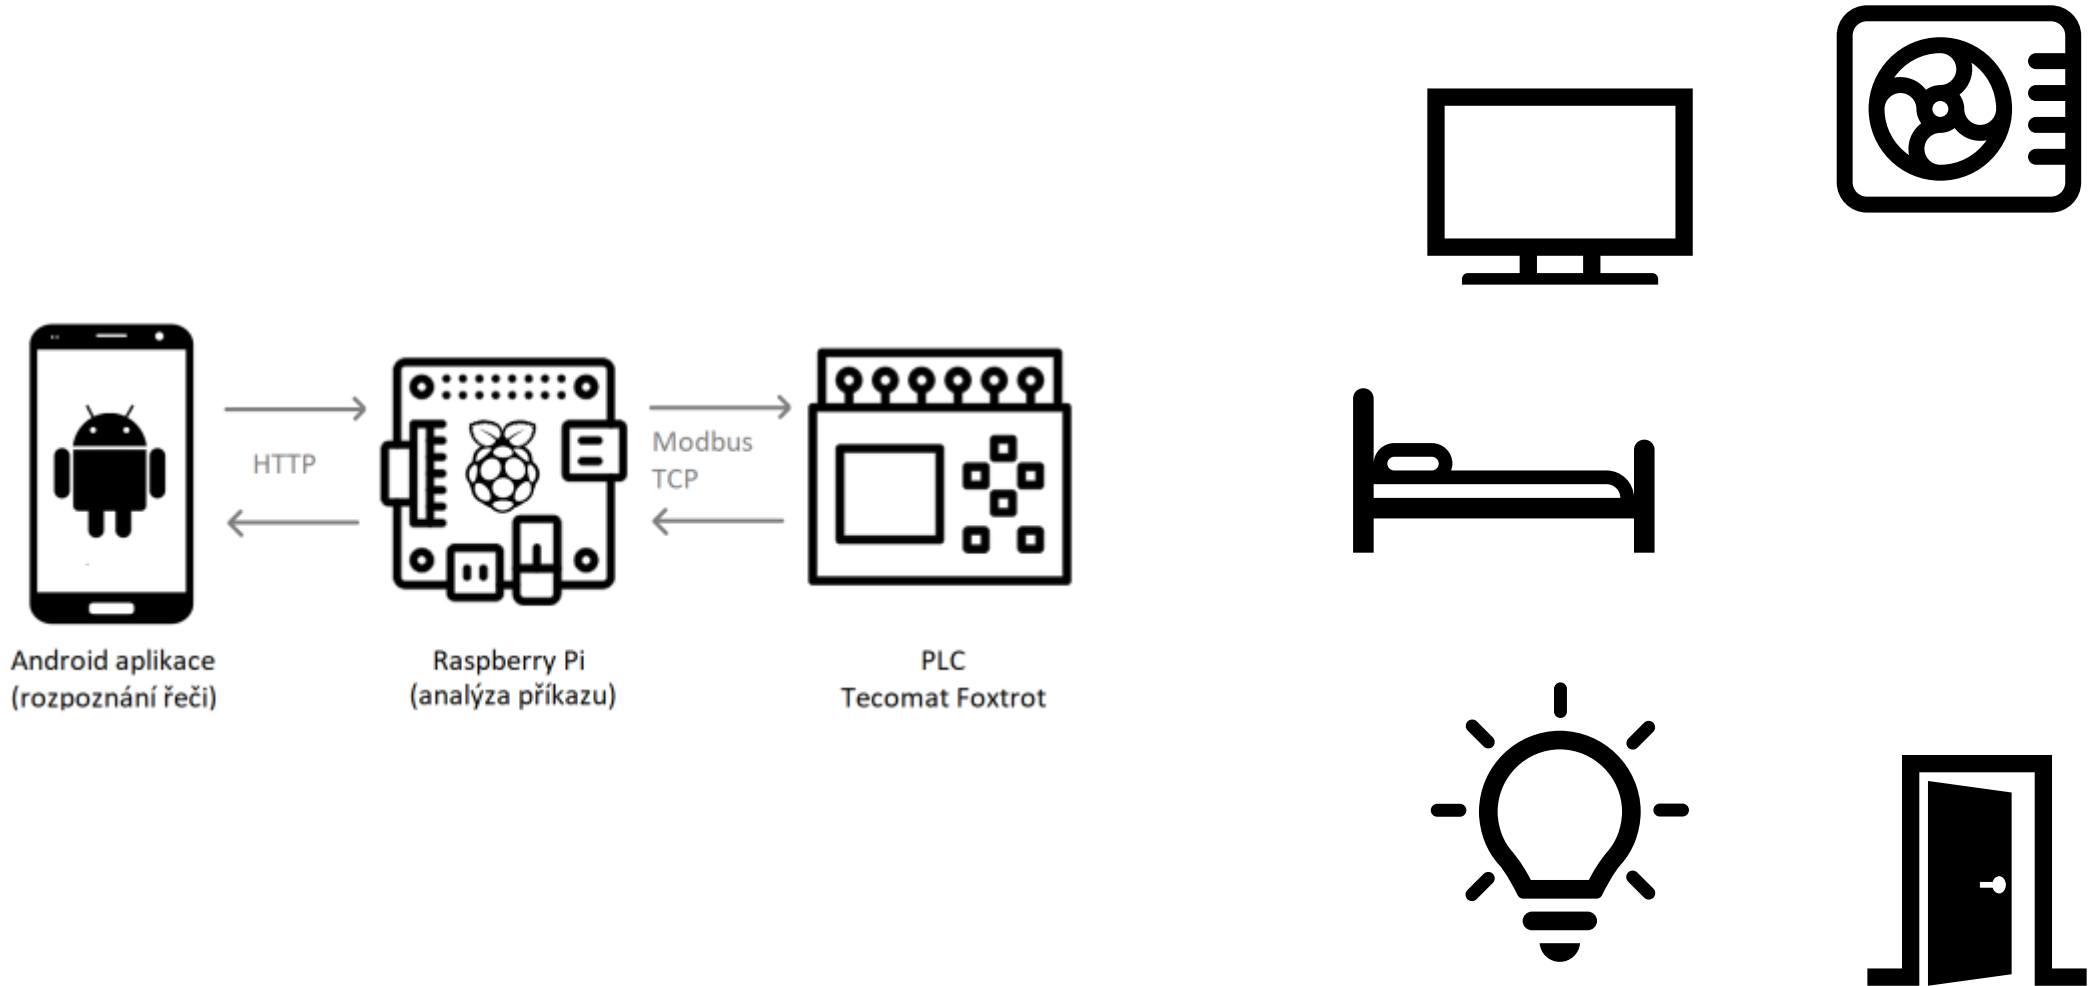 HTTP
Modbus
TCP
Android aplikace
(rozpoznání řeči)
Raspberry Pi
(analýza příkazu)
PLC
Tecomat Foxtrot